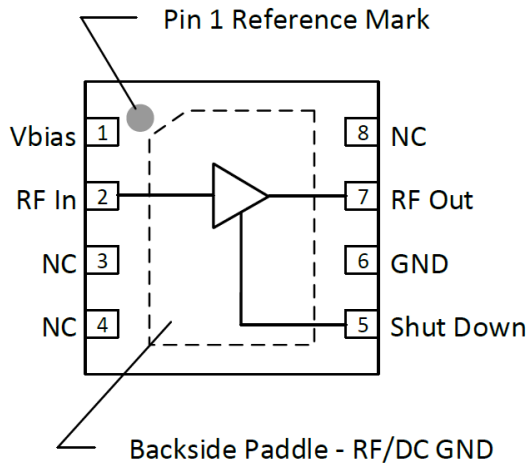 Pin 1 Reference Mark
Vbias 1
8 NC
RF In 2
7 RF Out
NC 3
6 GND
NC 4
5 Shut Down
Backside Paddle - RF/DC GND